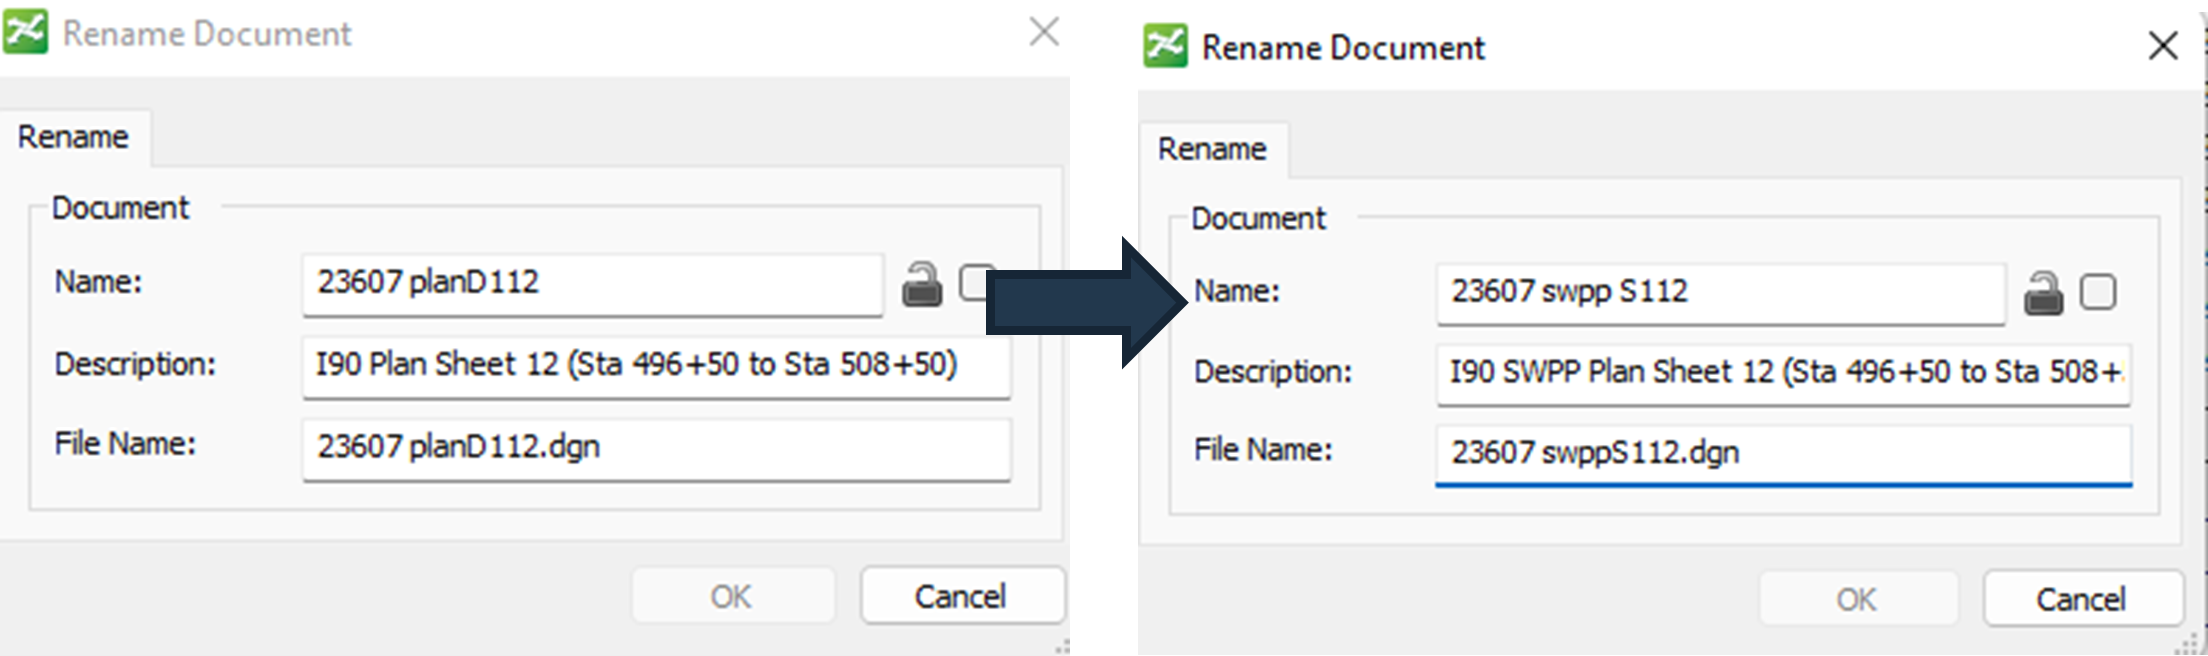 Rename Document
Rename
Document
Name: 23607 planD112
Description: I90 Plan Sheet 12 (Sta 496+50 to Sta 508+50)
File Name: 23607 planD112.dgn
OK Cancel
Rename Document
Rename
Document
Name: 23607 swpp S112
Description: I90 SWPP Plan Sheet 12 (Sta 496+50 to Sta 508+
File Name: 23607 swppS112.dgn
OK Cancel